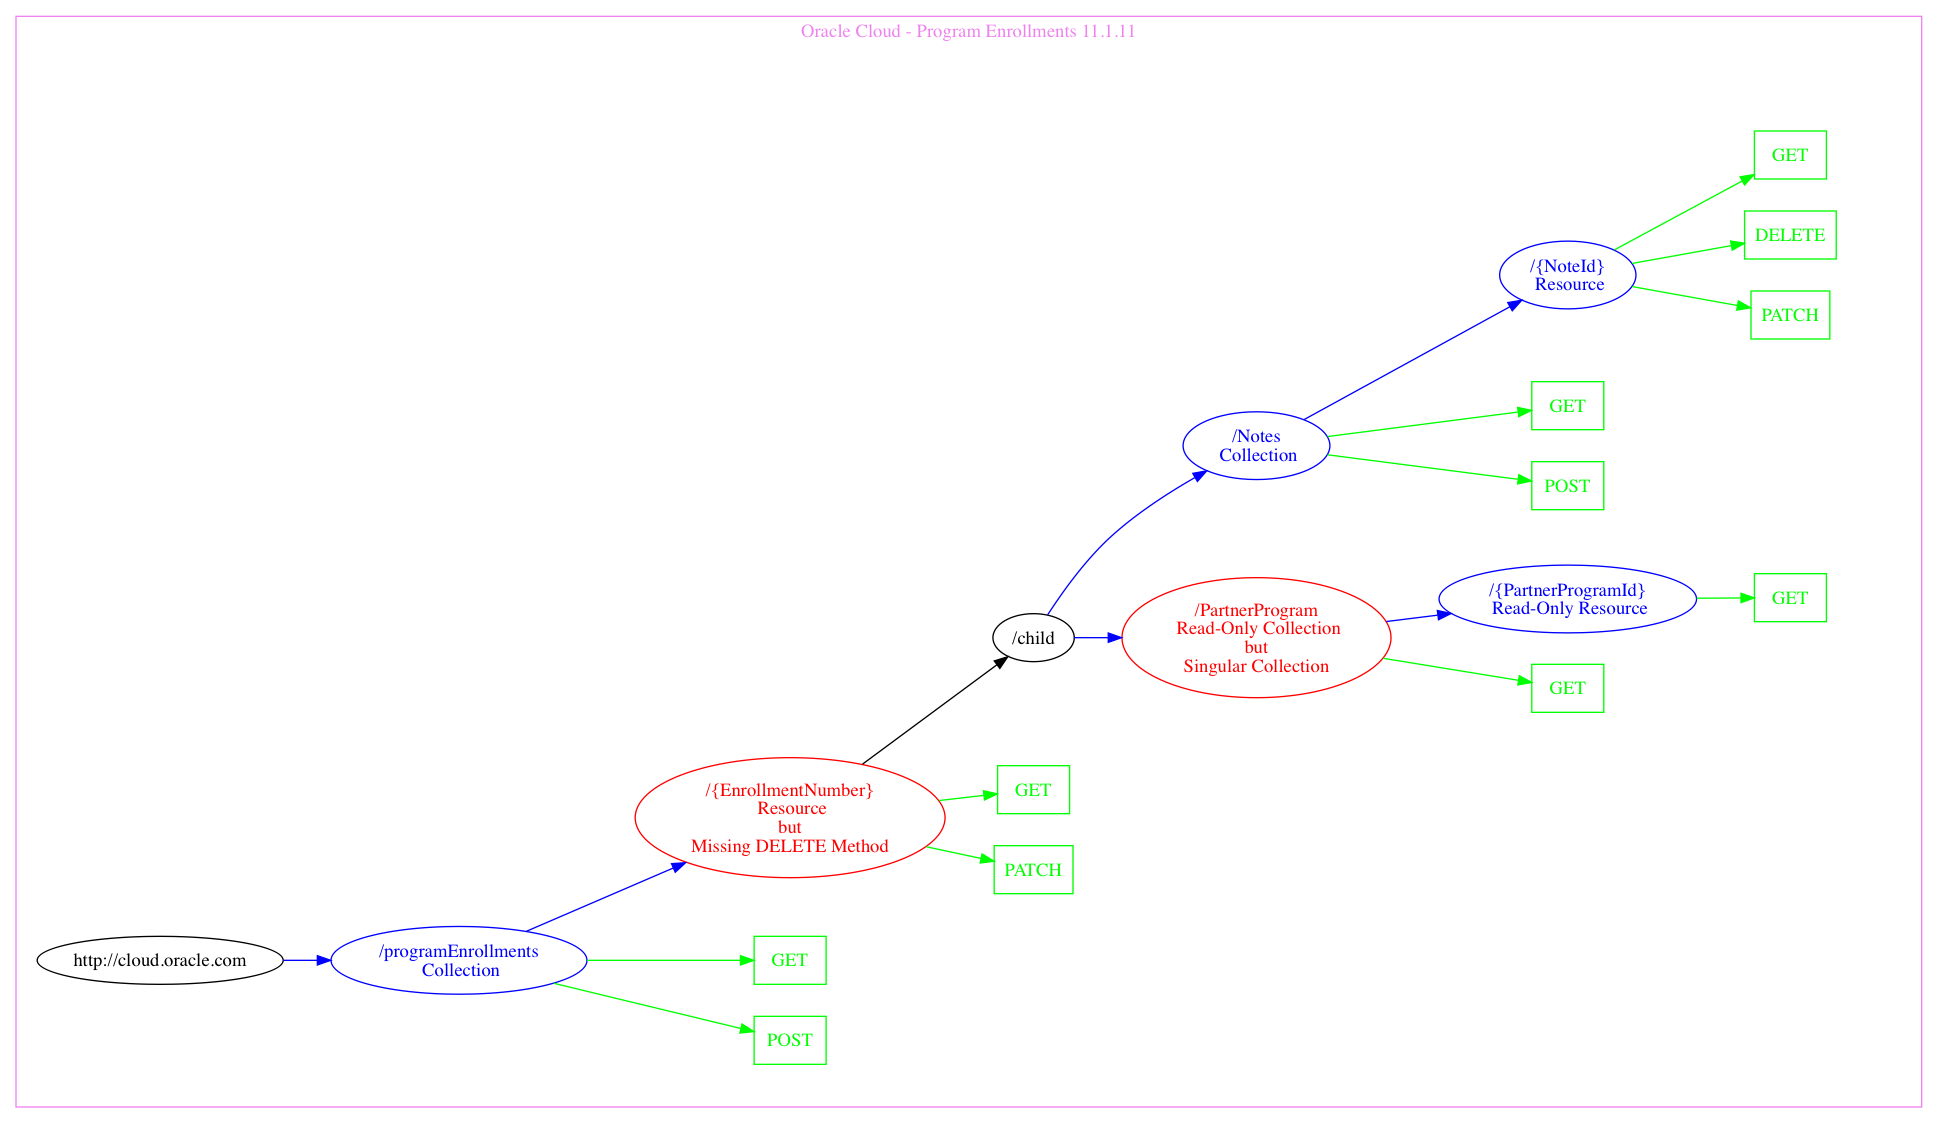 Oracle Cloud - Program Enrollments 11.1.11
GET
DELETE
/{NoteId}
Resource
PATCH
GET
/Notes
Collection
POST
/{PartnerProgramId}
Read-Only Resource
GET
/PartnerProgram
Read-Only Collection
but
Singular Collection
/child
GET
/{EnrollmentNumber}
Resource
but
Missing DELETE Method
GET
PATCH
http://cloud.oracle.com
/programEnrollments
Collection
GET
POST